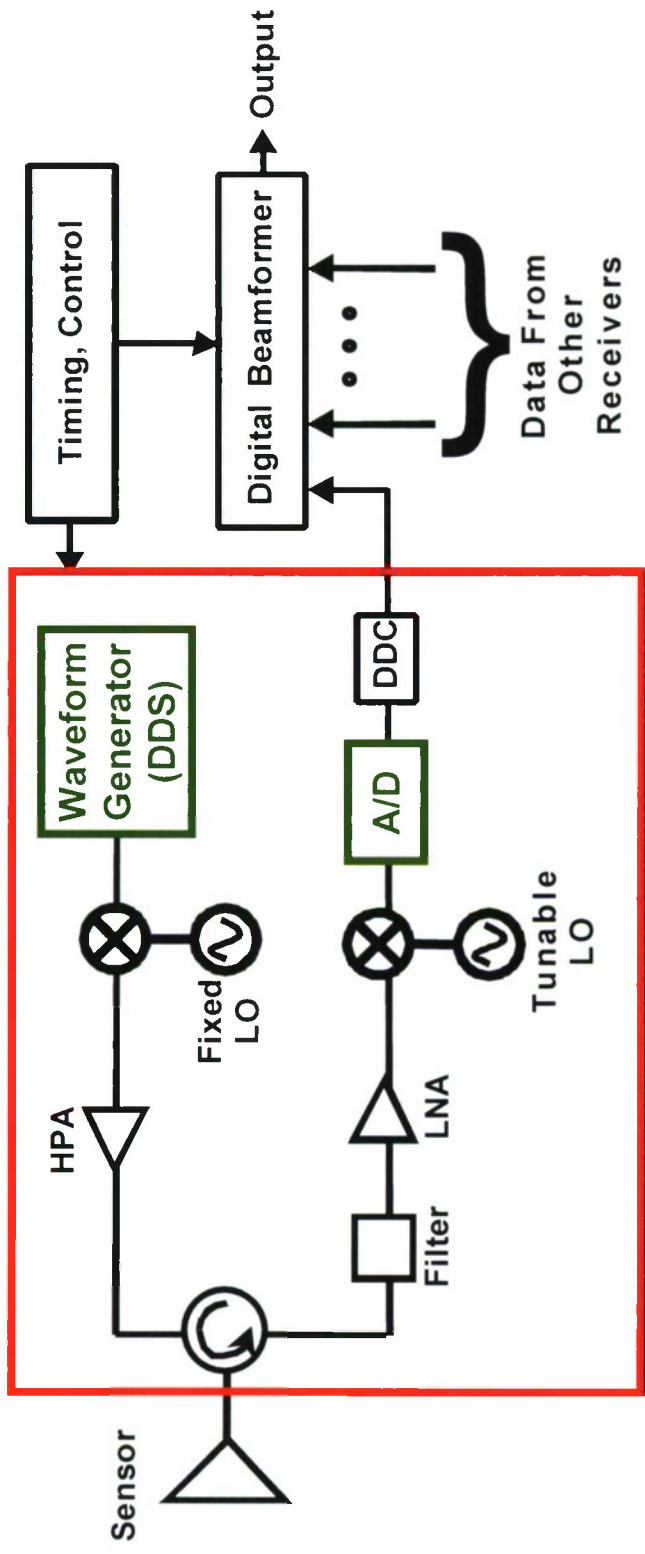 Timing, Control
Waveform
Generator
(DDS)
HPA
Fixed
LO
Sensor
Digital Beamformer
Output
Filter
LNA
A/D
DDC
Tunable
LO
Data From
Other
Receivers